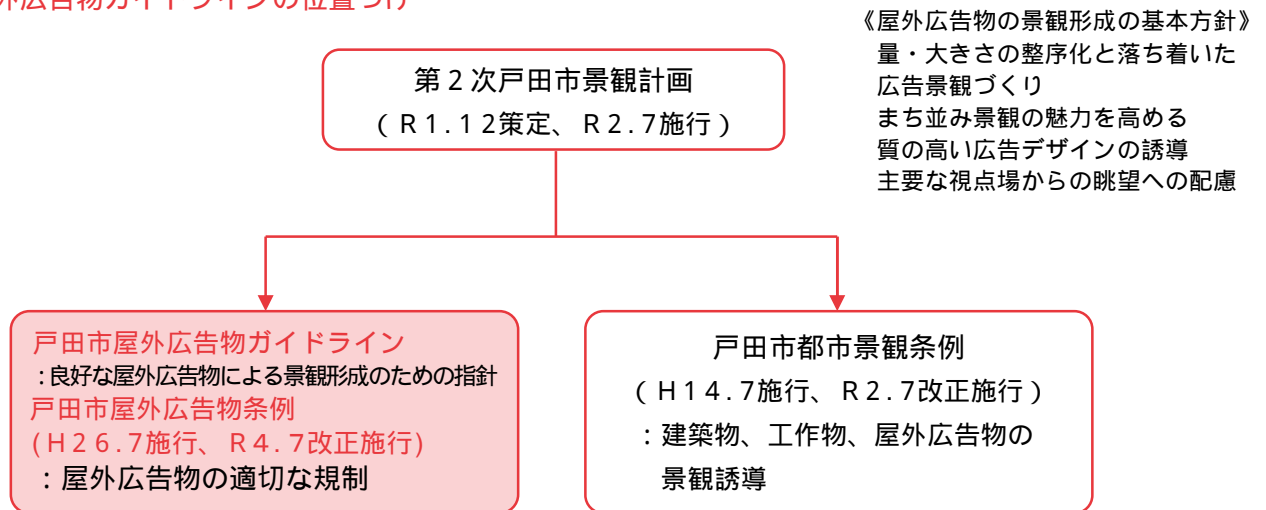 外広告物ガイドラインの位置づけ
《屋外広告物の景観形成の基本方針》
量・大きさの整序化と落ち着いた
広告景観づくり
まち並み景観の魅力を高める
質の高い広告デザインの誘導
主要な視点場からの眺望への配慮
第2次戸田市景観計画
（R1.12策定、R2.7施行）
戸田市屋外広告物ガイドライン
：良好な屋外広告物による景観形成のための指針
戸田市屋外広告物条例
(H26.7施行、R4.7改正施行)
：屋外広告物の適切な規制
戸田市都市景観条例
（H14.7施行、R2.7改正施行）
：建築物、工作物、屋外広告物の
景観誘導